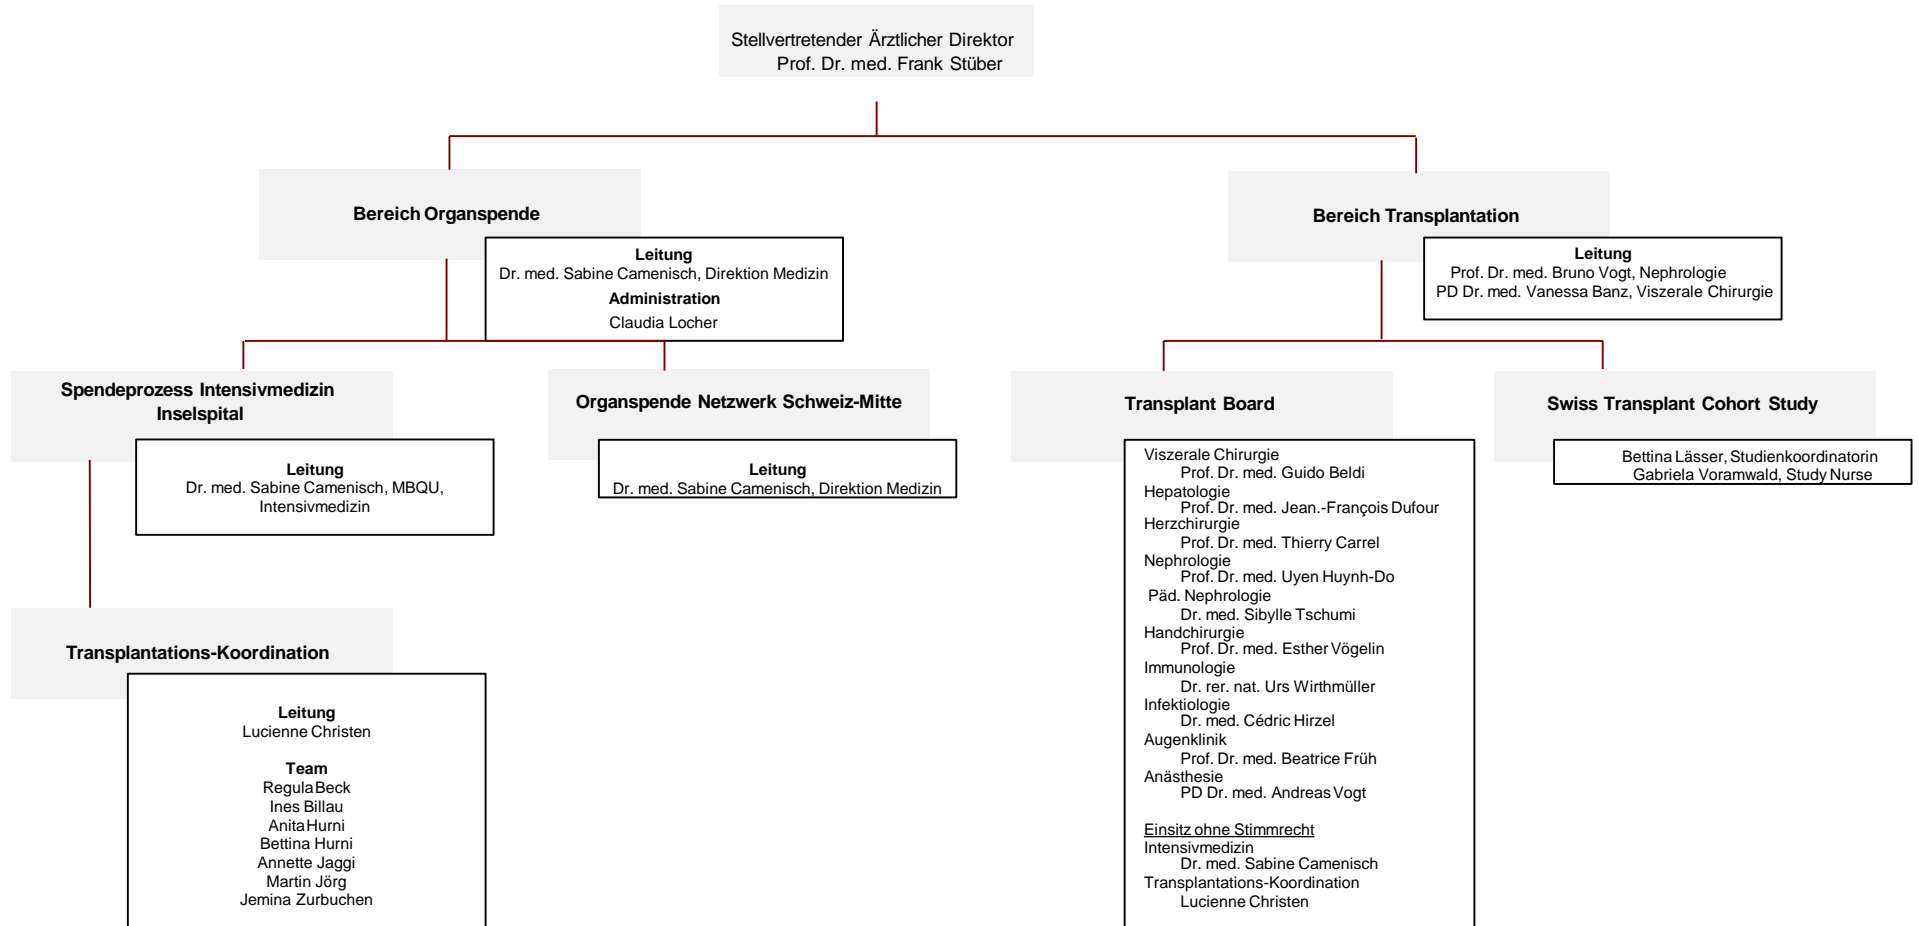 Stellvertretender Ärztlicher Direktor
Prof. Dr. med. Frank Stüber
Bereich Organspende
Leitung
Dr. med. Sabine Camenisch, Direktion Medizin
Administration
Claudia Locher
Bereich Transplantation
Leitung
Prof. Dr. med. Bruno Vogt, Nephrologie
PD Dr. med. Vanessa Banz, Viszerale Chirurgie
Spendeprozess Intensivmedizin
Inselspital
Leitung
Dr. med. Sabine Camenisch, MBQU,
Intensivmedizin
Organspende Netzwerk Schweiz-Mitte
Leitung
Dr. med. Sabine Camenisch, Direktion Medizin
Transplantations-Koordination
Leitung
Lucienne Christen
Team
Regula Beck
Ines Billau
Anita Hurni
Bettina Hurni
Annette Jaggi
Martin Jörg
Jemina Zurbuchen
Transplant Board
Viszerale Chirurgie
Prof. Dr. med. Guido Beldi
Hepatologie
Prof. Dr. med. Jean.-François Dufour
Herzchirurgie
Prof. Dr. med. Thierry Carrel
Nephrologie
Prof. Dr. med. Uyen Huynh-Do
Päd. Nephrologie
Dr. med. Sibylle Tschumi
Handchirurgie
Prof. Dr. med. Esther Vögelin
Immunologie
Dr. rer. nat. Urs Wirthmüller
Infektiologie
Dr. med. Cédric Hirzel
Augenklinik
Prof. Dr. med. Beatrice Früh
Anästhesie
PD Dr. med. Andreas Vogt
Einsitz ohne Stimmrecht
Intensivmedizin
Dr. med. Sabine Camenisch
Transplantations-Koordination
Lucienne Christen
Swiss Transplant Cohort Study
Bettina Lässer, Studienkoordinatorin
Gabriela Voramwald, Study Nurse